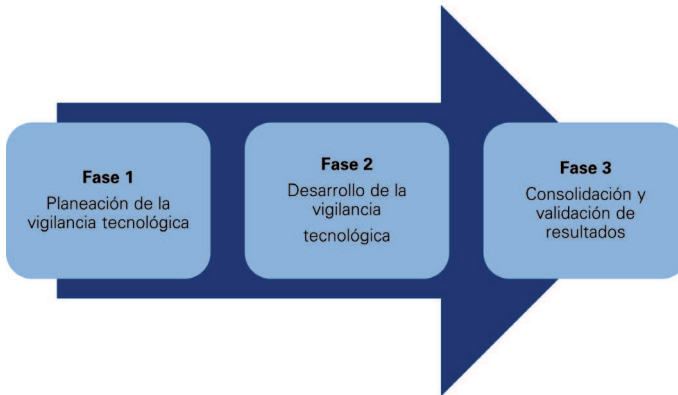 Fase 1
Planeación de la
vigilancia tecnológica
Fase 2
Desarrollo de la
vigilancia
tecnológica
Fase 3
Consolidación y
validación de
resultados